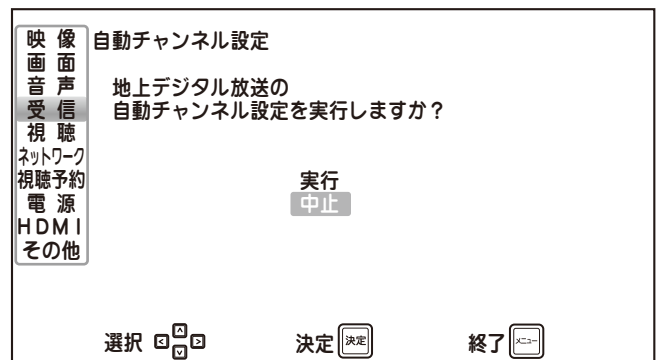 映 像
画 面
音 声
受 信
視 聴
ネットワーク
視聴予約
電 源
HDMI
その他
自動チャンネル設定
地上デジタル放送の
自動チャンネル設定を実行しますか？
実行
中止
選択
決定 決定
終了 メニュー